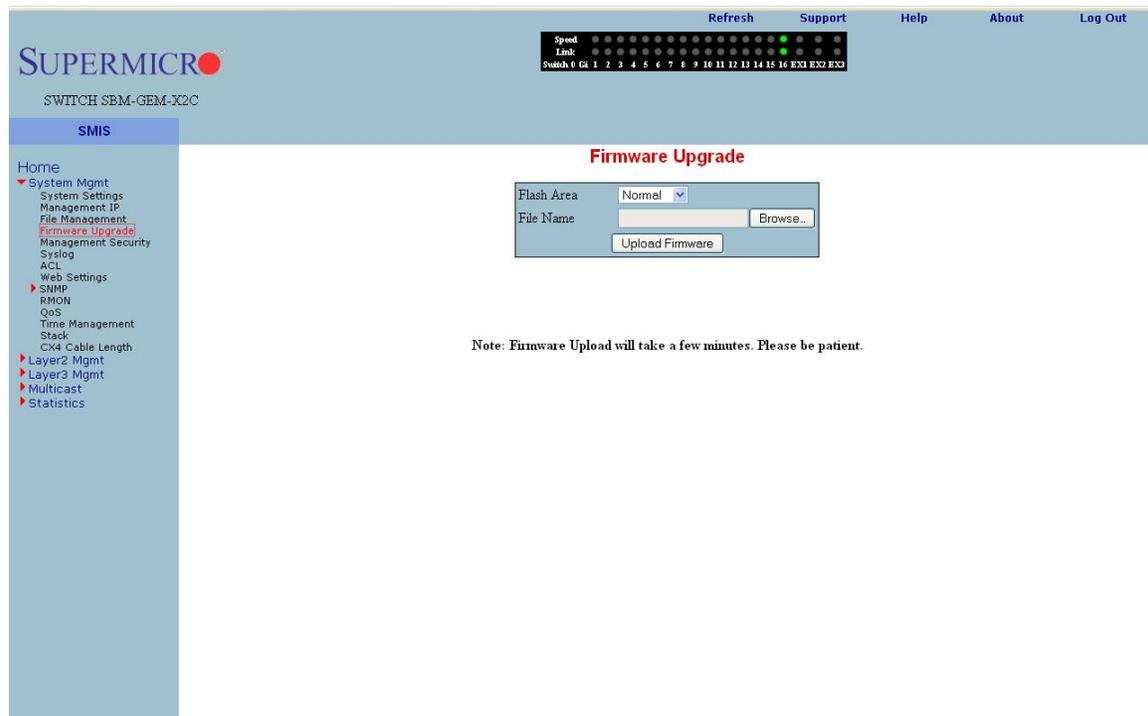 Refresh Support Help About Log Out
SUPERMICRO
SWITCH SBM-GEM-X2C
Speed
Link
Switch 0 Gi 1 2 3 4 5 6 7 8 9 10 11 12 13 14 15 16 EX1 EX2 EX3
SMIS
Home
System Mgmt
System Settings
Management IP
File Management
Firmware Upgrade
Management Security
Syslog
ACL
Web Settings
SNMP
RMON
QoS
Time Management
Stack
CX4 Cable Length
Layer2 Mgmt
Layer3 Mgmt
Multicast
Statistics
Firmware Upgrade
Flash Area Normal
File Name Browse...
Upload Firmware
Note: Firmware Upload will take a few minutes. Please be patient.